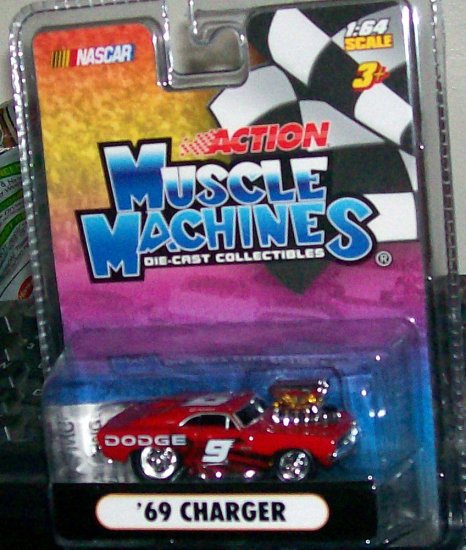 NASCAR
1:64
SCALE
3+
ACTION
MUSCLE
MACHINES
DIE-CAST COLLECTIBLES
®
DODGE
9
'69 CHARGER